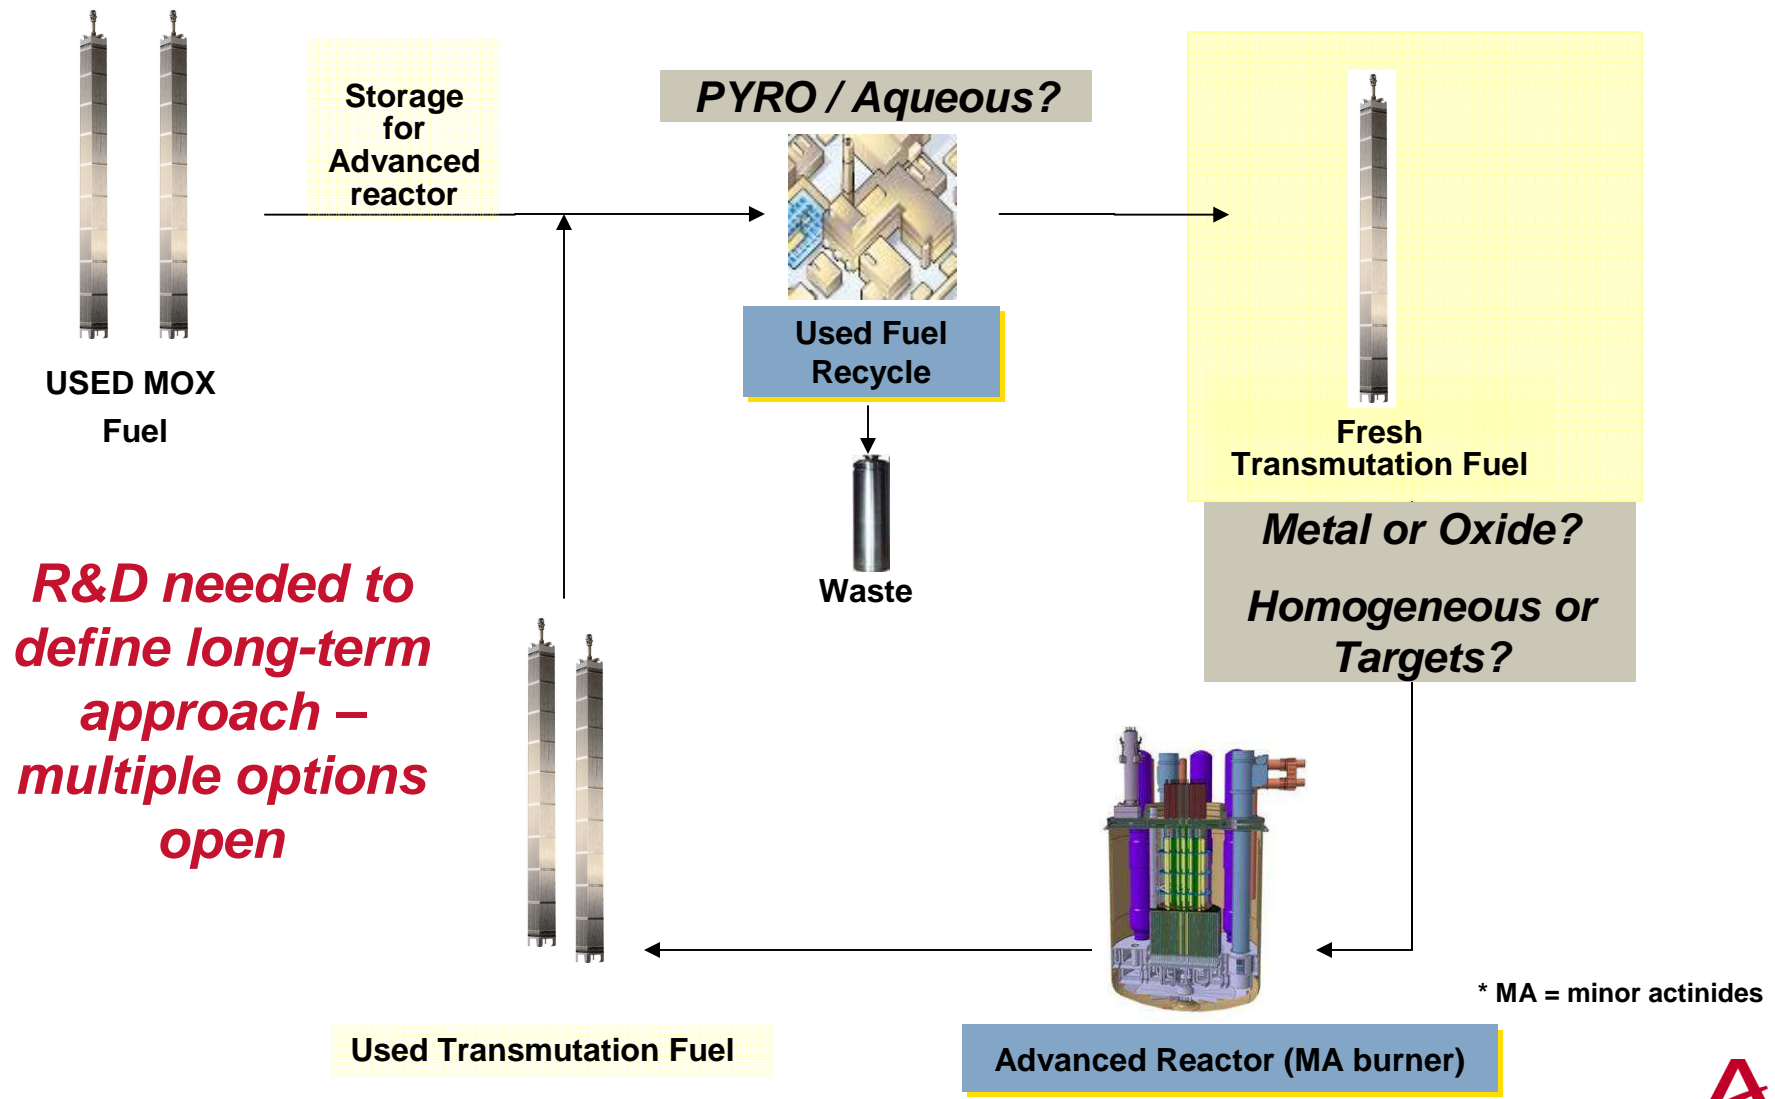 Storage
for
Advanced
reactor
PYRO / Aqueous?
USED MOX
Fuel
Used Fuel
Recycle
Waste
Fresh
Transmutation Fuel
Metal or Oxide?
Homogeneous or
Targets?
R&D needed to
define long-term
approach –
multiple options
open
* MA = minor actinides
Used Transmutation Fuel
Advanced Reactor (MA burner)